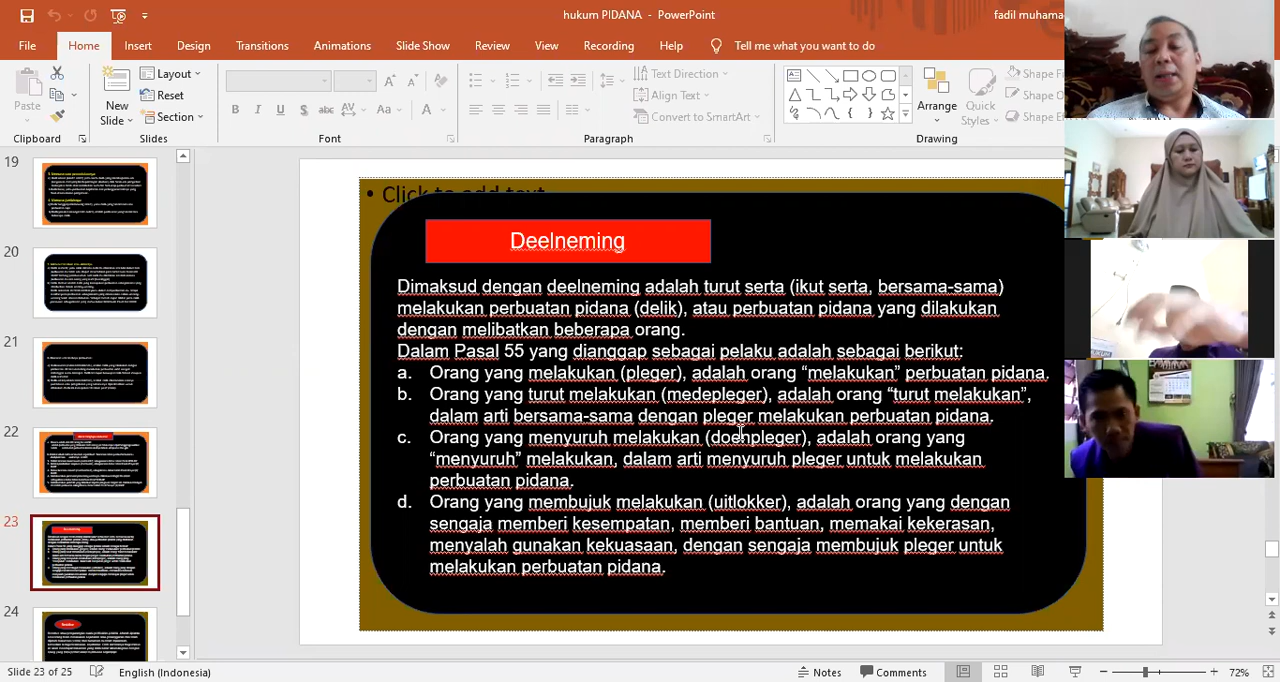 hukum PIDANA - PowerPoint
fadil muhama
File Home Insert Design Transitions Animations Slide Show Review View Recording Help Tell me what you want to do
Paste
New Slide
Layout
Reset
Section
Text Direction
Align Text
Convert to SmartArt
Arrange
Quick Styles
Shape F
Shape O
Shape E
Clipboard Slides Font Paragraph Drawing
19
20
21
22
23
24
Click to add text
Deelneming
Dimaksud dengan deelneming adalah turut serta (ikut serta, bersama-sama)
melakukan perbuatan pidana (delik), atau perbuatan pidana yang dilakukan
dengan melibatkan beberapa orang.
Dalam Pasal 55 yang dianggap sebagai pelaku adalah sebagai berikut:
a. Orang yang melakukan (pleger), adalah orang “melakukan” perbuatan pidana.
b. Orang yang turut melakukan (medepleger), adalah orang “turut melakukan”,
dalam arti bersama-sama dengan pleger melakukan perbuatan pidana.
c. Orang yang menyuruh melakukan (doenpleger), adalah orang yang
“menyuruh” melakukan, dalam arti menyuruh pleger untuk melakukan
perbuatan pidana.
d. Orang yang membujuk melakukan (uitlokker), adalah orang yang dengan
sengaja memberi kesempatan, memberi bantuan, memakai kekerasan,
menyalah gunakan kekuasaan, dengan sengaja membujuk pleger untuk
melakukan perbuatan pidana.
Slide 23 of 25 English (Indonesia) Notes Comments 72%